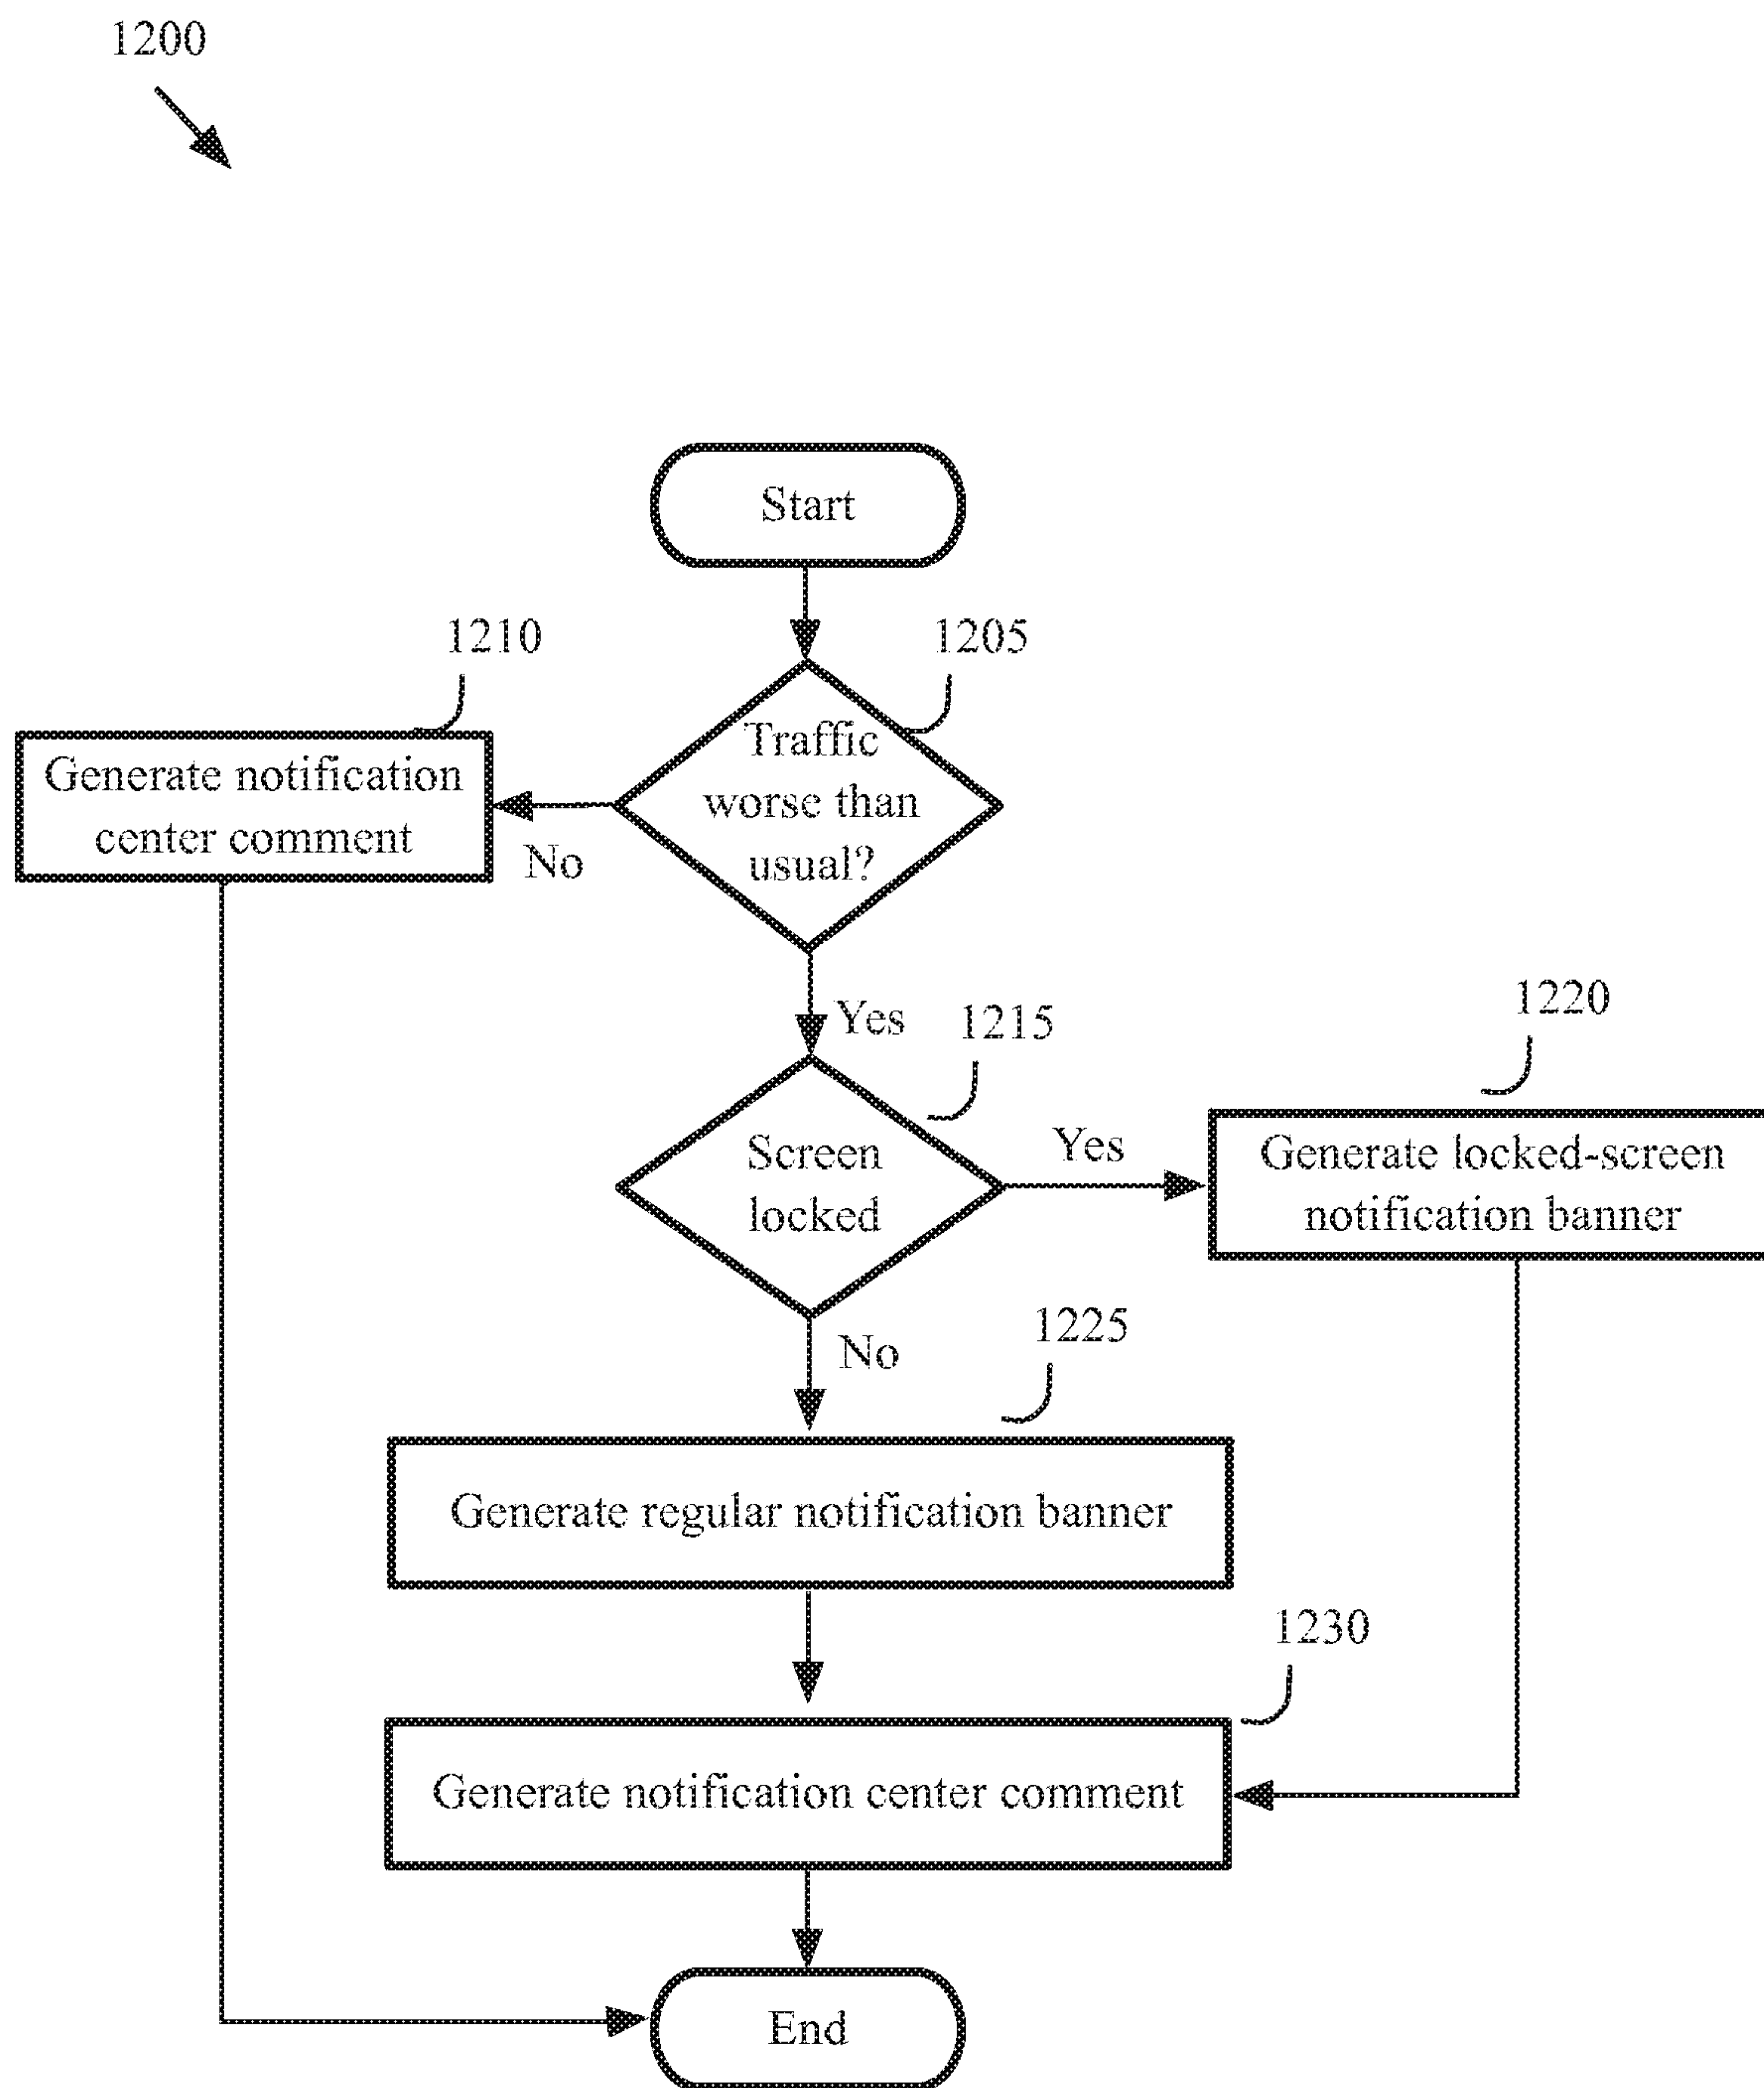 1200
Start
1210
1205
Generate notification
center comment
No
Traffic
worse than
usual?
Yes
1215
1220
Screen
locked
Yes
Generate locked-screen
notification banner
No
1225
Generate regular notification banner
1230
Generate notification center comment
End